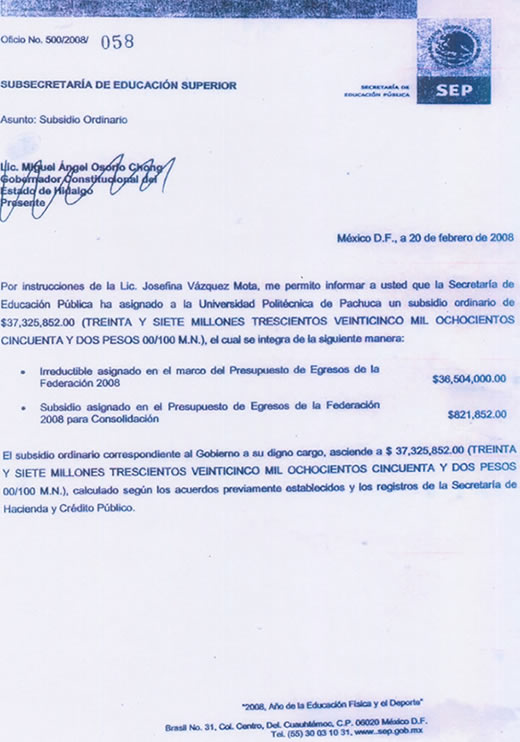 Oficio No. 500/2008/ 058
SUBSECRETARÍA DE EDUCACIÓN SUPERIOR
SECRETARÍA DE
EDUCACIÓN PÚBLICA
SEP
Asunto: Subsidio Ordinario
Lic. Miguel Ángel Osorio Chong
Gobernador Constitucional del
Estado de Hidalgo
Presente
México D.F., a 20 de febrero de 2008
Por instrucciones de la Lic. Josefina Vázquez Mota, me permito informar a usted que la Secretaría de
Educación Pública ha asignado a la Universidad Politécnica de Pachuca un subsidio ordinario de
$37,325,852.00 (TREINTA Y SIETE MILLONES TRESCIENTOS VEINTICINCO MIL OCHOCIENTOS
CINCUENTA Y DOS PESOS 00/100 M.N.), el cual se integra de la siguiente manera:
• Irreductible asignado en el marco del Presupuesto de Egresos de la
Federación 2008 $36,504,000.00
• Subsidio asignado en el Presupuesto de Egresos de la Federación
2008 para Consolidación $821,852.00
El subsidio ordinario correspondiente al Gobierno a su digno cargo, asciende a $ 37,325,852.00 (TREINTA
Y SIETE MILLONES TRESCIENTOS VEINTICINCO MIL OCHOCIENTOS CINCUENTA Y DOS PESOS
00/100 M.N.), calculado según los acuerdos previamente establecidos y los registros de la Secretaría de
Hacienda y Crédito Público.
"2008, Año de la Educación Física y el Deporte"
Brasil No. 31, Col. Centro, Del. Cuauhtémoc, C.P. 06020 México D.F.
Tel. (55) 30 03 10 31, www.sep.gob.mx